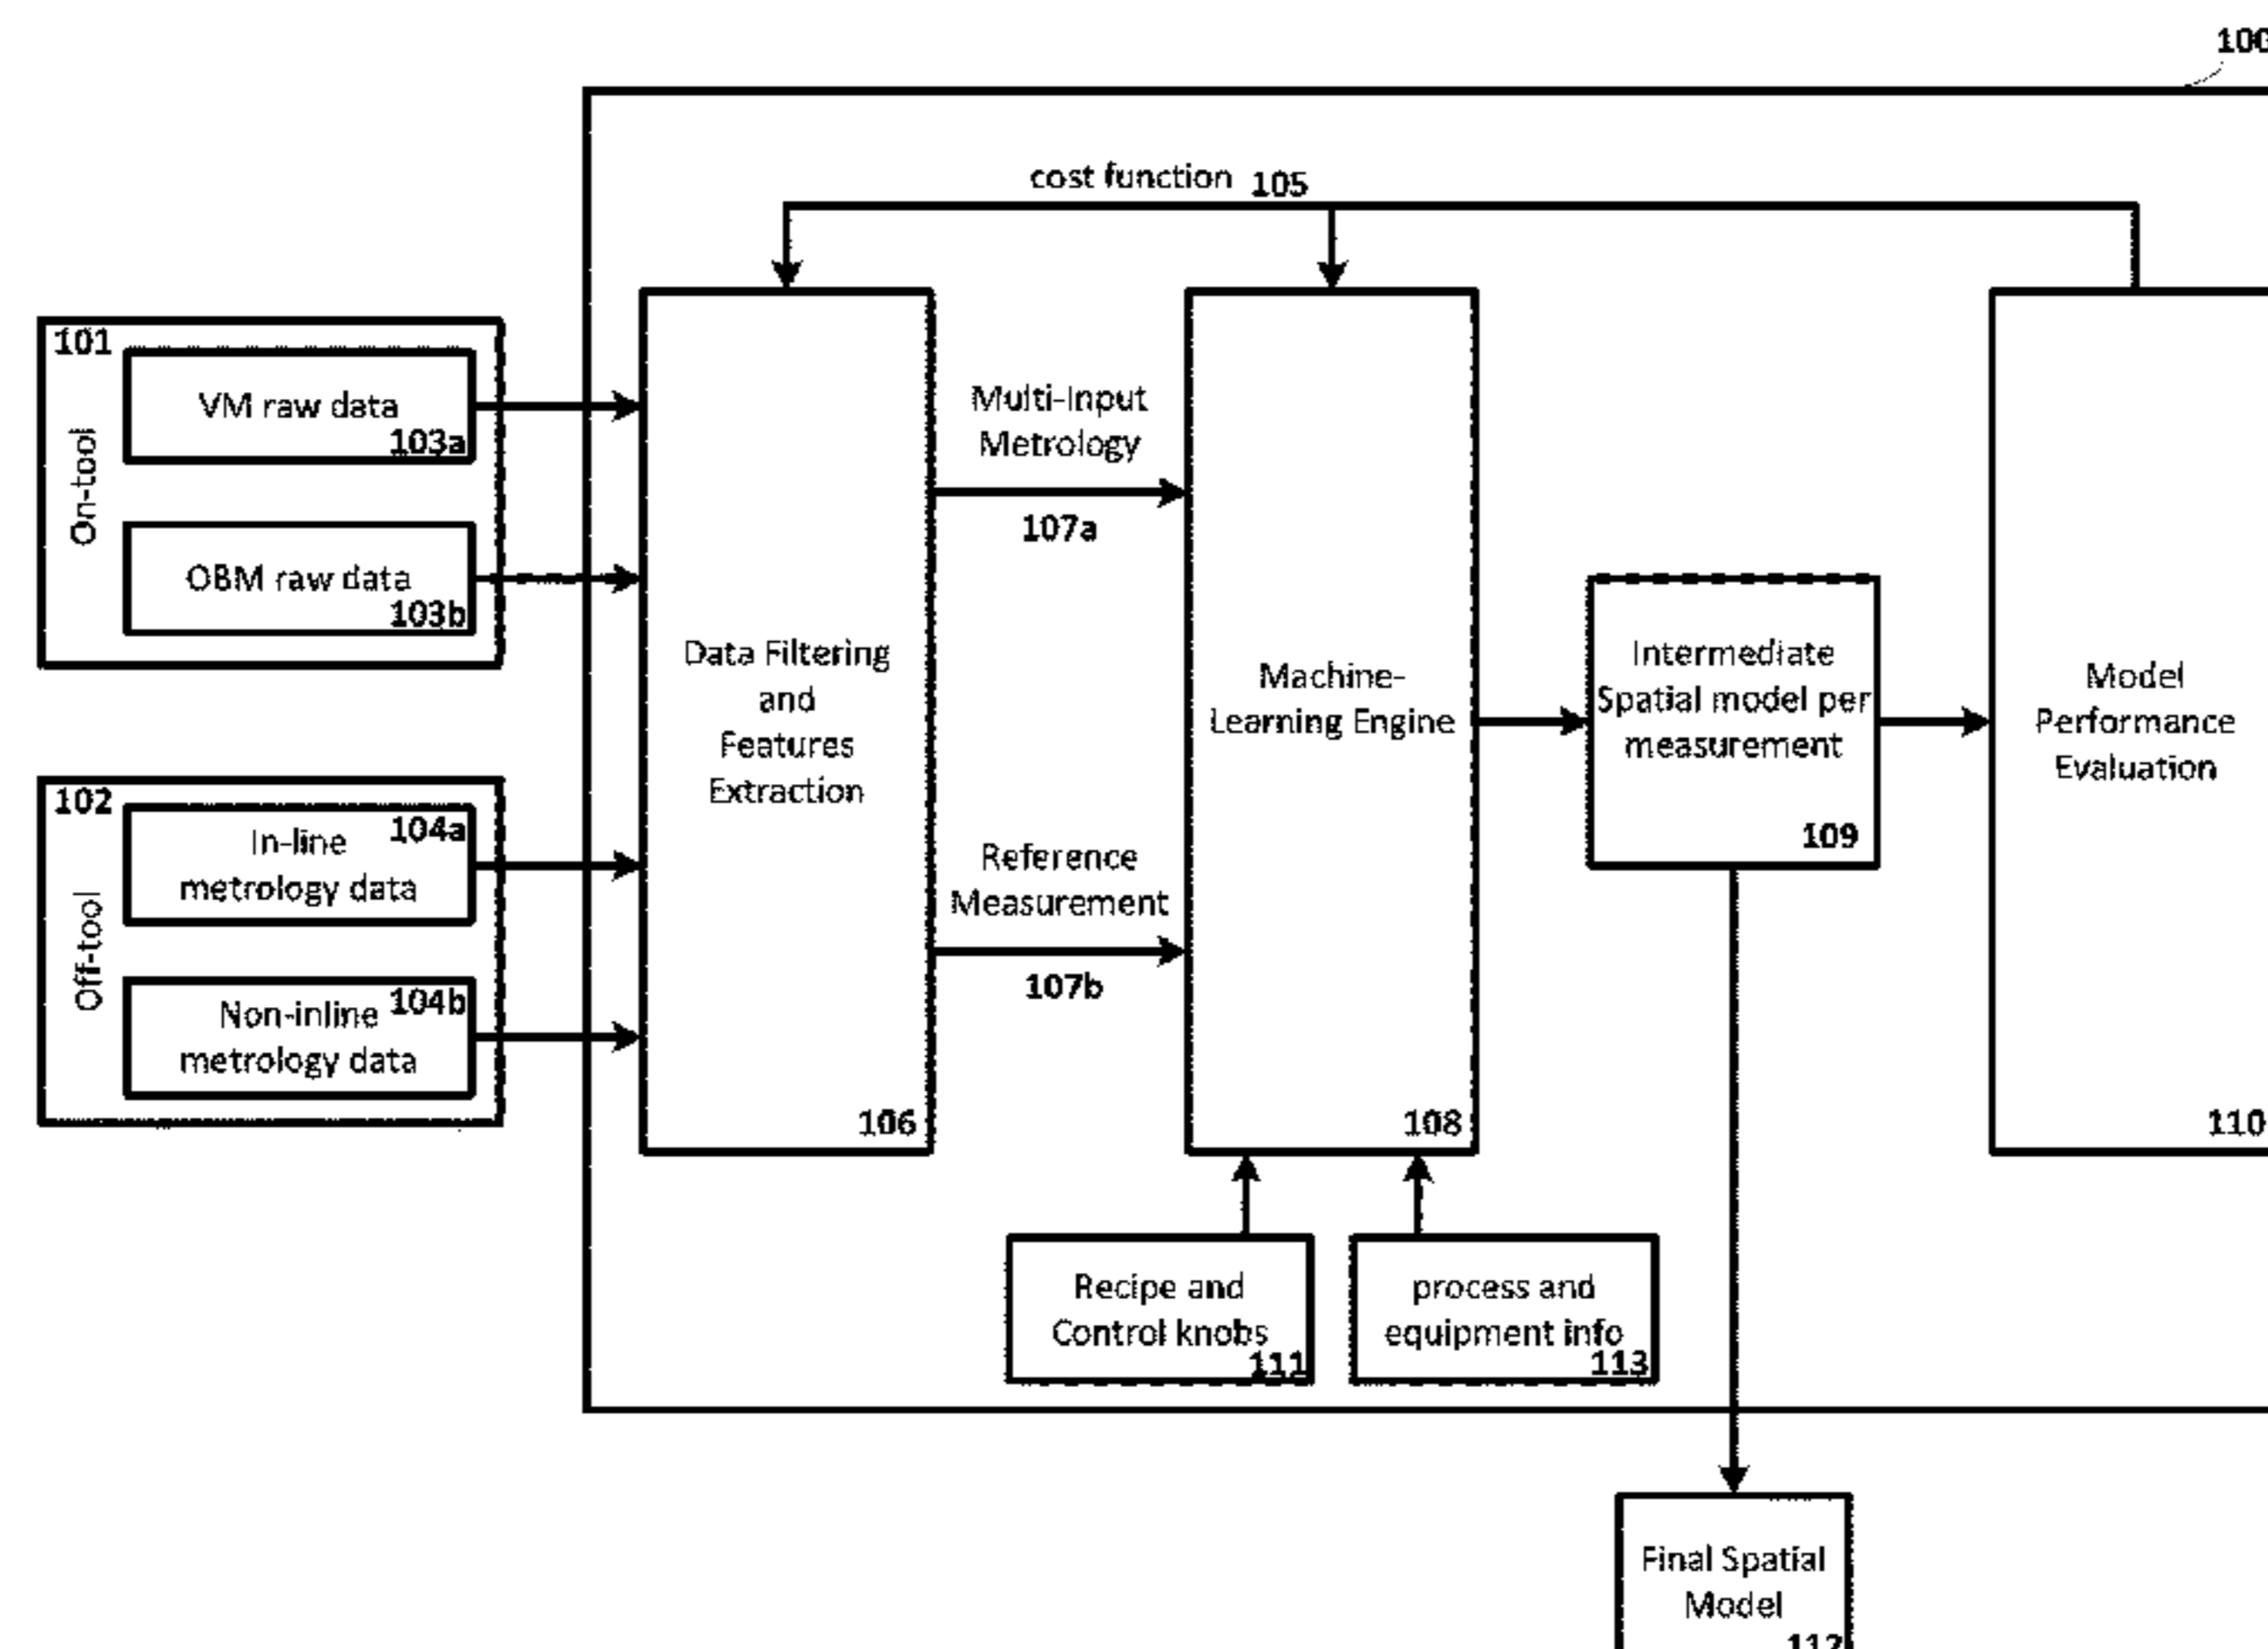 100
cost function 105
101
On-tool
VM raw data
103a
OBM raw data
103b
102
Off-tool
In-line
metrology data
104a
Non-inline
metrology data
104b
Data Filtering
and
Features
Extraction
106
Multi-Input
Metrology
107a
Reference
Measurement
107b
Machine-
Learning Engine
108
Intermediate
Spatial model per
measurement
109
Model
Performance
Evaluation
110
Recipe and
Control knobs
111
process and
equipment info
113
Final Spatial
Model
112